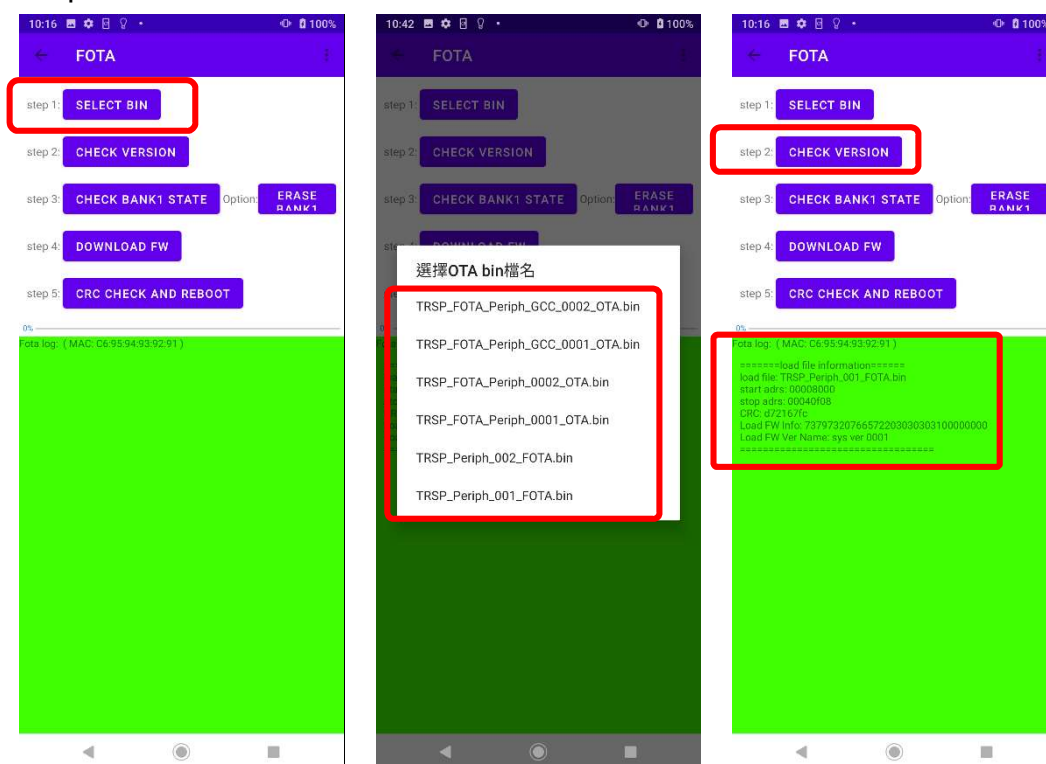 10:16
100%
FOTA
step 1: SELECT BIN
step 2: CHECK VERSION
step 3: CHECK BANK1 STATE Option: ERASE BANK1
step 4: DOWNLOAD FW
step 5: CRC CHECK AND REBOOT
0%
Fota log: ( MAC: C6:95:94:93:92:91 )
10:42
100%
FOTA
step 1: SELECT BIN
step 2: CHECK VERSION
step 3: CHECK BANK1 STATE Option: ERASE BANK1
DOWNLOAD FW
選擇OTA bin檔名
TRSP_FOTA_Periph_GCC_0002_OTA.bin
TRSP_FOTA_Periph_GCC_0001_OTA.bin
TRSP_FOTA_Periph_0002_OTA.bin
TRSP_FOTA_Periph_0001_OTA.bin
TRSP_Periph_002_FOTA.bin
TRSP_Periph_001_FOTA.bin
10:16
100%
FOTA
step 1: SELECT BIN
step 2: CHECK VERSION
step 3: CHECK BANK1 STATE Option: ERASE BANK1
step 4: DOWNLOAD FW
step 5: CRC CHECK AND REBOOT
0%
Fota log: ( MAC: C6:95:94:93:92:91 )
=======load file information======
load file: TRSP_Periph_001_FOTA.bin
start adrs: 00008000
stop adrs: 00040f08
CRC: d72167fc
Load FW Info: 73797320766572203030303100000000
Load FW Ver Name: sys ver 0001
==================================